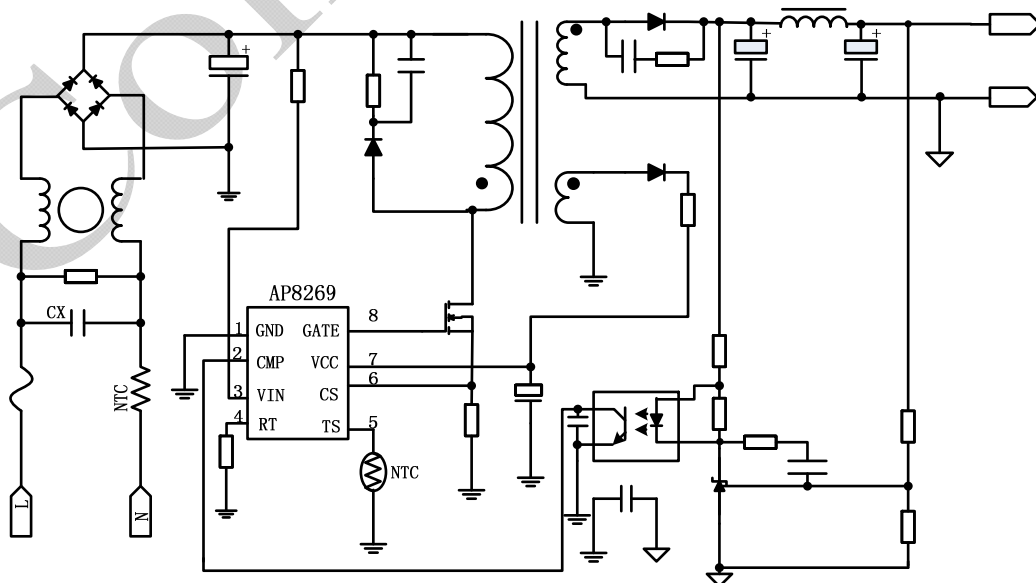 AP8269
CX
1 GND GATE 8
2 CMP VCC 7
3 VIN CS 6
4 RT TS 5
NTC
NTC
L
N
+
+
+